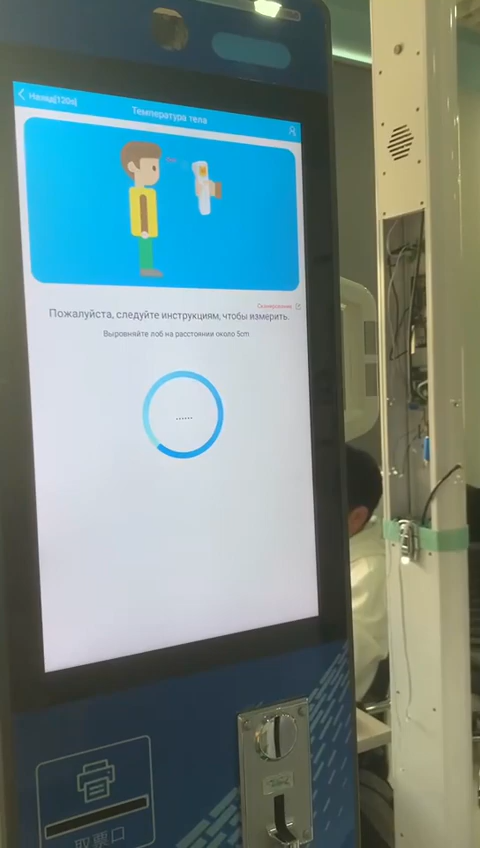 Назад[120s]
Температура тела
Сканирование
Пожалуйста, следуйте инструкциям, чтобы измерить.
Выровняйте лоб на расстоянии около 5cm
......
取票口